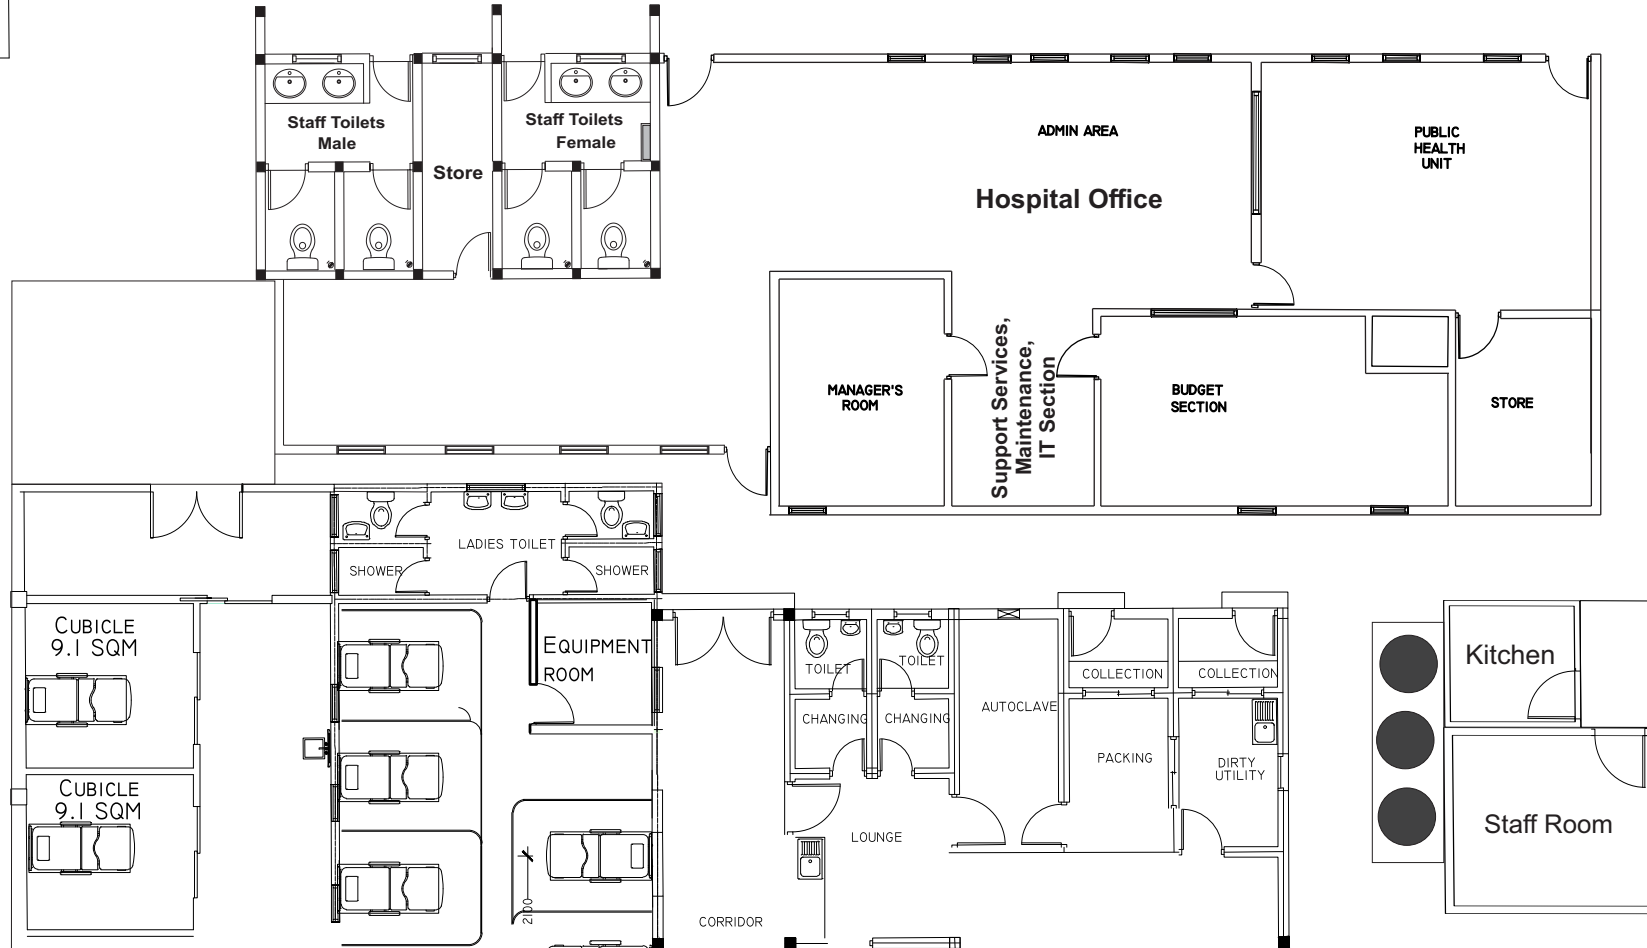 Staff Toilets
Male
Store
Staff Toilets
Female
ADMIN AREA
Hospital Office
PUBLIC
HEALTH
UNIT
MANAGER'S
ROOM
Support Services,
Maintenance,
IT Section
BUDGET
SECTION
STORE
LADIES TOILET
SHOWER
SHOWER
CUBICLE
9.1 SQM
CUBICLE
9.1 SQM
EQUIPMENT
ROOM
2100
TOILET
TOILET
CHANGING
CHANGING
AUTOCLAVE
COLLECTION
COLLECTION
PACKING
DIRTY
UTILITY
LOUNGE
CORRIDOR
Kitchen
Staff Room